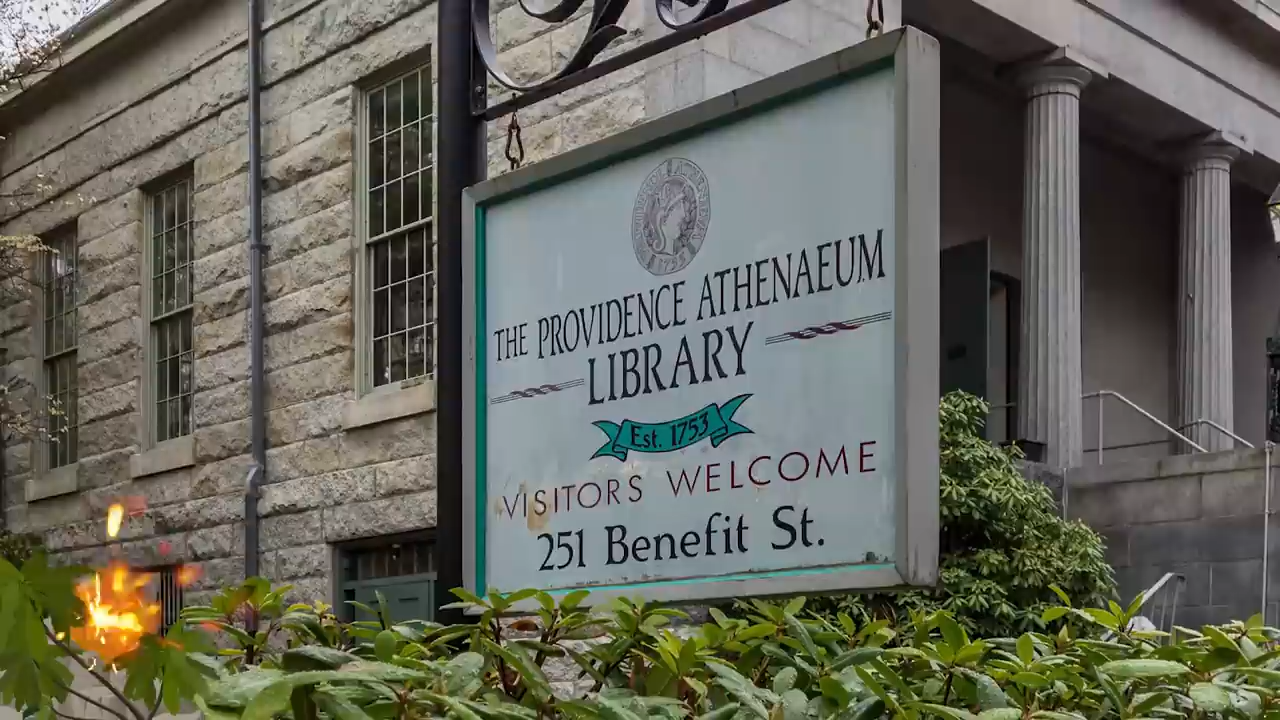 THE PROVIDENCE ATHENAEUM
LIBRARY
Est. 1753
VISITORS WELCOME
251 Benefit St.